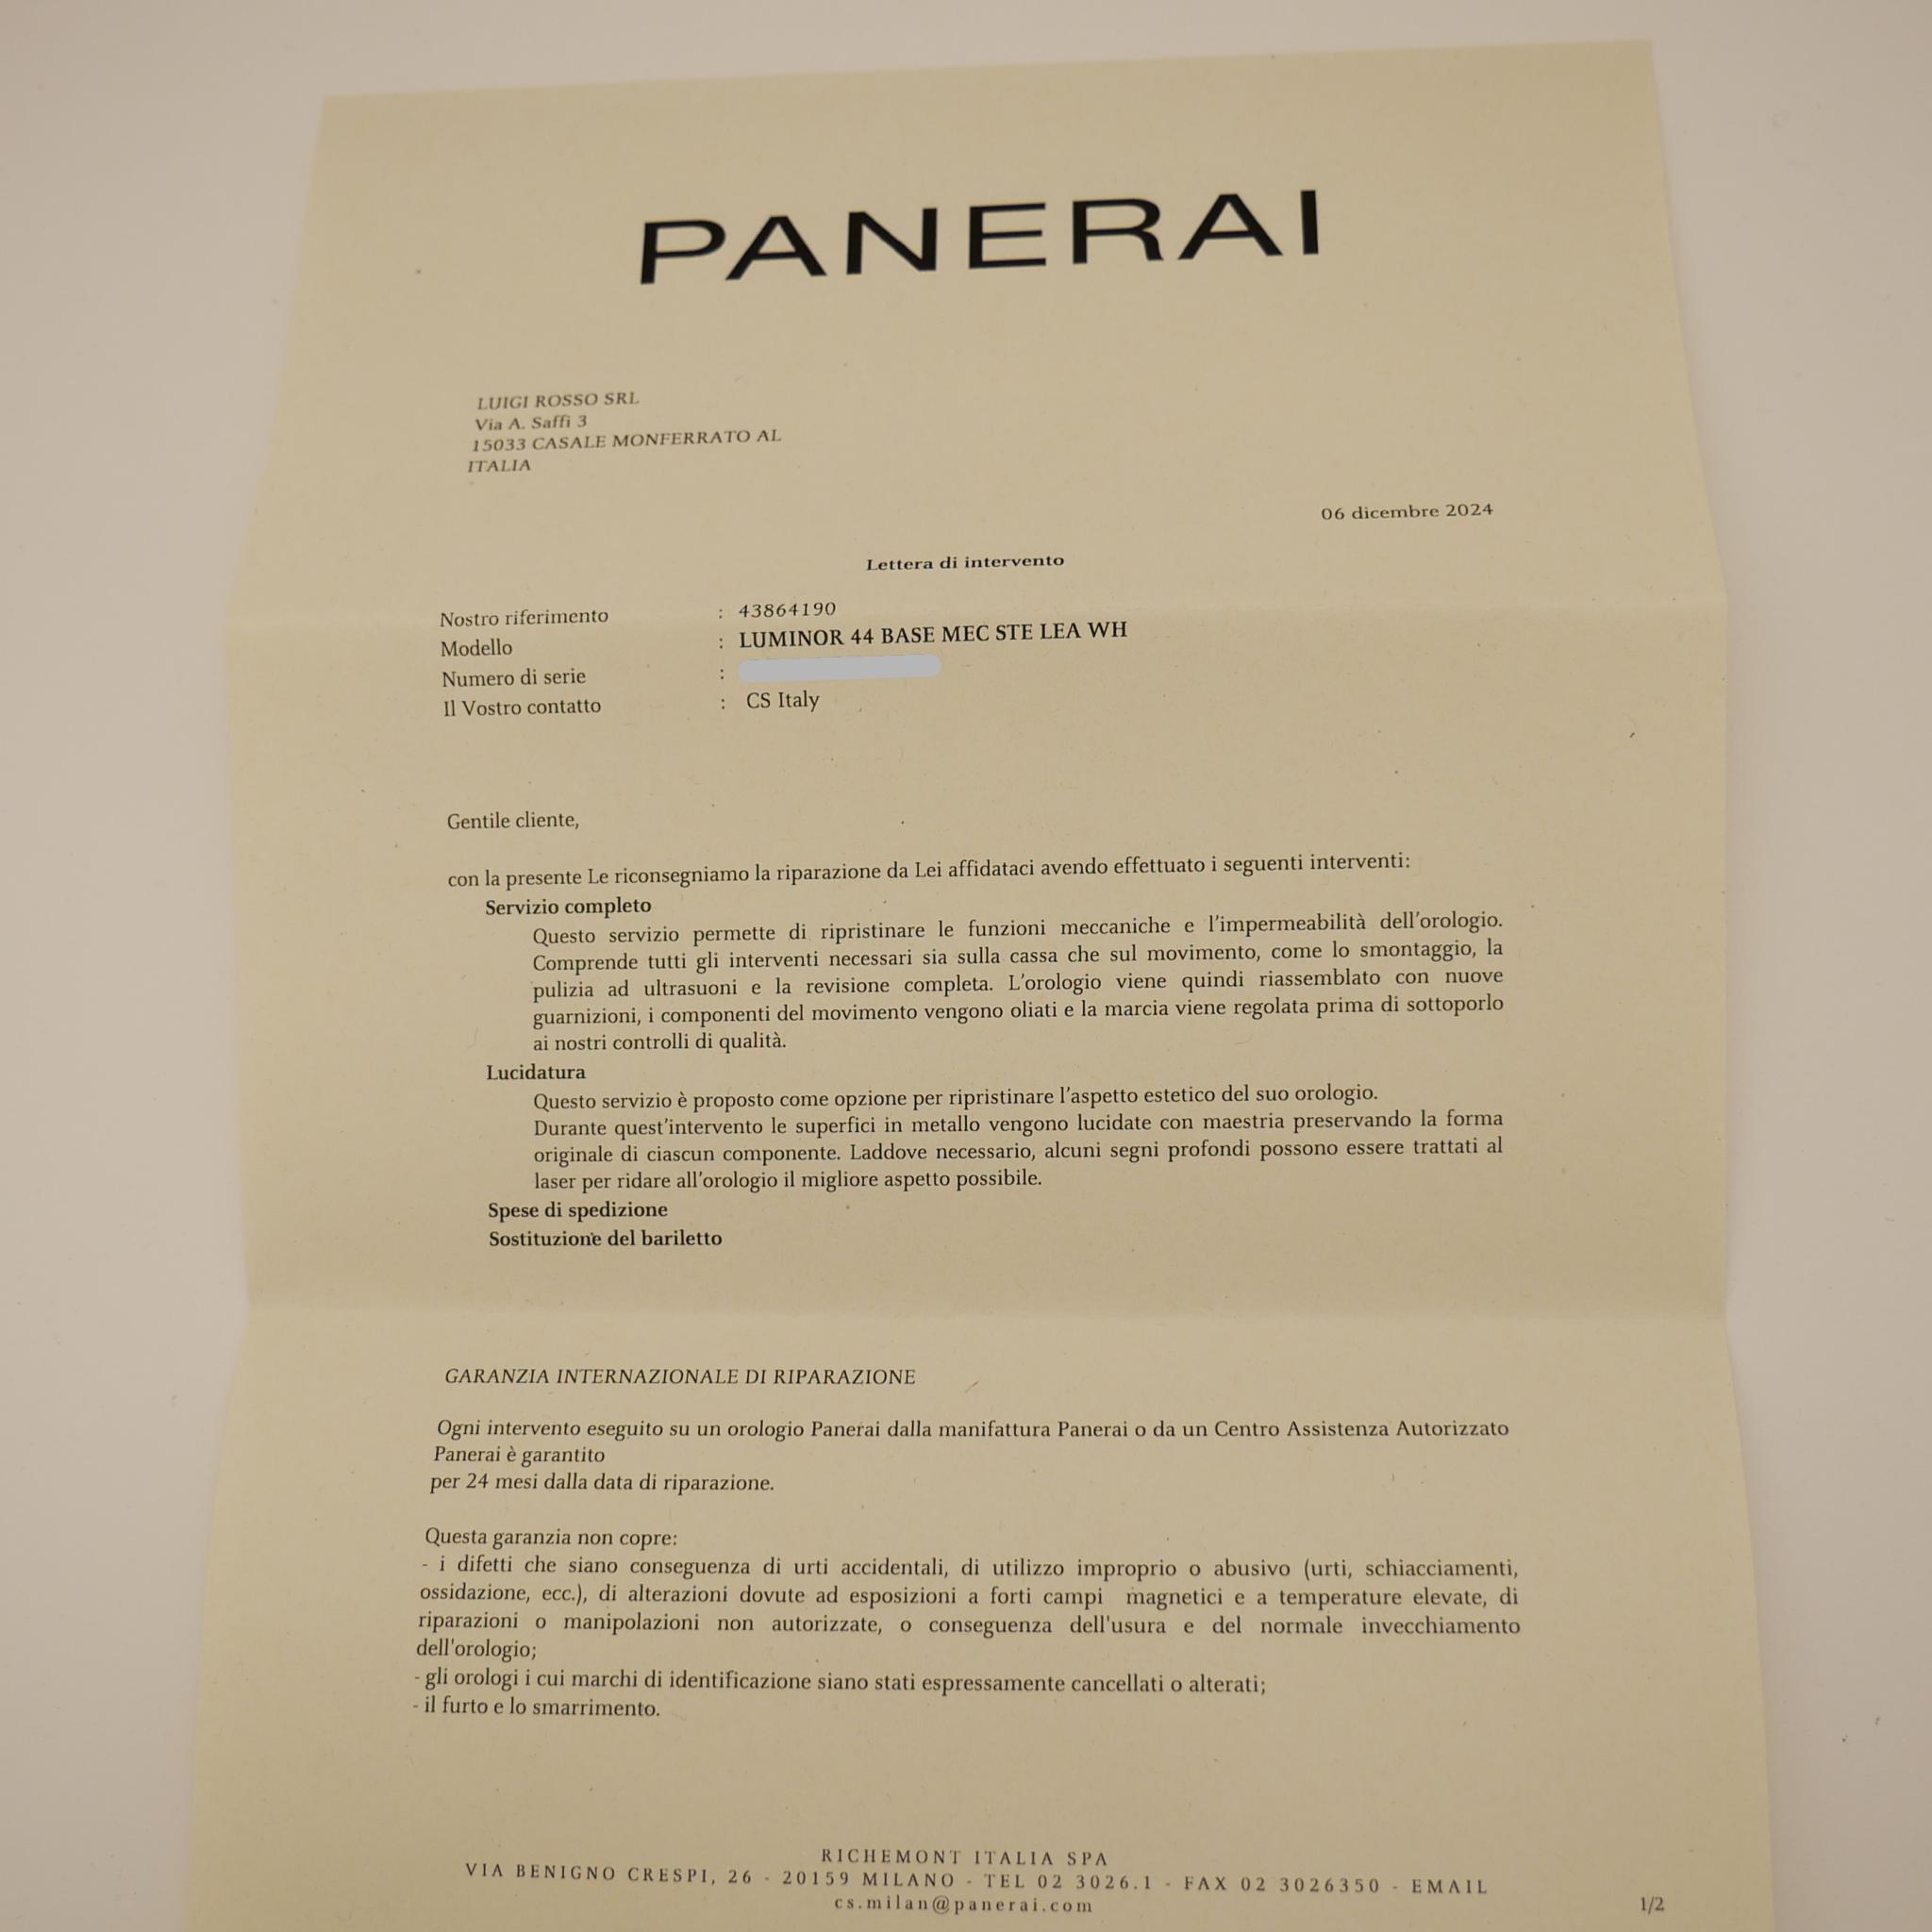 PANERAI
LUIGI ROSSO SRL
Via A. Saffi 3
15033 CASALE MONFERRATO AL
ITALIA
06 dicembre 2024
Lettera di intervento
Nostro riferimento : 43864190
Modello : LUMINOR 44 BASE MEC STE LEA WH
Numero di serie :
Il Vostro contatto : CS Italy
Gentile cliente,
con la presente Le riconsegniamo la riparazione da Lei affidataci avendo effettuato i seguenti interventi:
Servizio completo
Questo servizio permette di ripristinare le funzioni meccaniche e l'impermeabilità dell'orologio.
Comprende tutti gli interventi necessari sia sulla cassa che sul movimento, come lo smontaggio, la
pulizia ad ultrasuoni e la revisione completa. L'orologio viene quindi riassemblato con nuove
guarnizioni, i componenti del movimento vengono oliati e la marcia viene regolata prima di sottoporlo
ai nostri controlli di qualità.
Lucidatura
Questo servizio è proposto come opzione per ripristinare l'aspetto estetico del suo orologio.
Durante quest'intervento le superfici in metallo vengono lucidate con maestria preservando la forma
originale di ciascun componente. Laddove necessario, alcuni segni profondi possono essere trattati al
laser per ridare all'orologio il migliore aspetto possibile.
Spese di spedizione
Sostituzione del bariletto
GARANZIA INTERNAZIONALE DI RIPARAZIONE
Ogni intervento eseguito su un orologio Panerai dalla manifattura Panerai o da un Centro Assistenza Autorizzato
Panerai è garantito
per 24 mesi dalla data di riparazione.
Questa garanzia non copre:
- i difetti che siano conseguenza di urti accidentali, di utilizzo improprio o abusivo (urti, schiacciamenti,
ossidazione, ecc.), di alterazioni dovute ad esposizioni a forti campi magnetici e a temperature elevate, di
riparazioni o manipolazioni non autorizzate, o conseguenza dell'usura e del normale invecchiamento
dell'orologio;
- gli orologi i cui marchi di identificazione siano stati espressamente cancellati o alterati;
- il furto e lo smarrimento.
RICHEMONT ITALIA SPA
VIA BENIGNO CRESPI, 26 - 20159 MILANO - TEL 02 3026.1 - FAX 02 3026350 - EMAIL
cs.milan@panerai.com
1/2